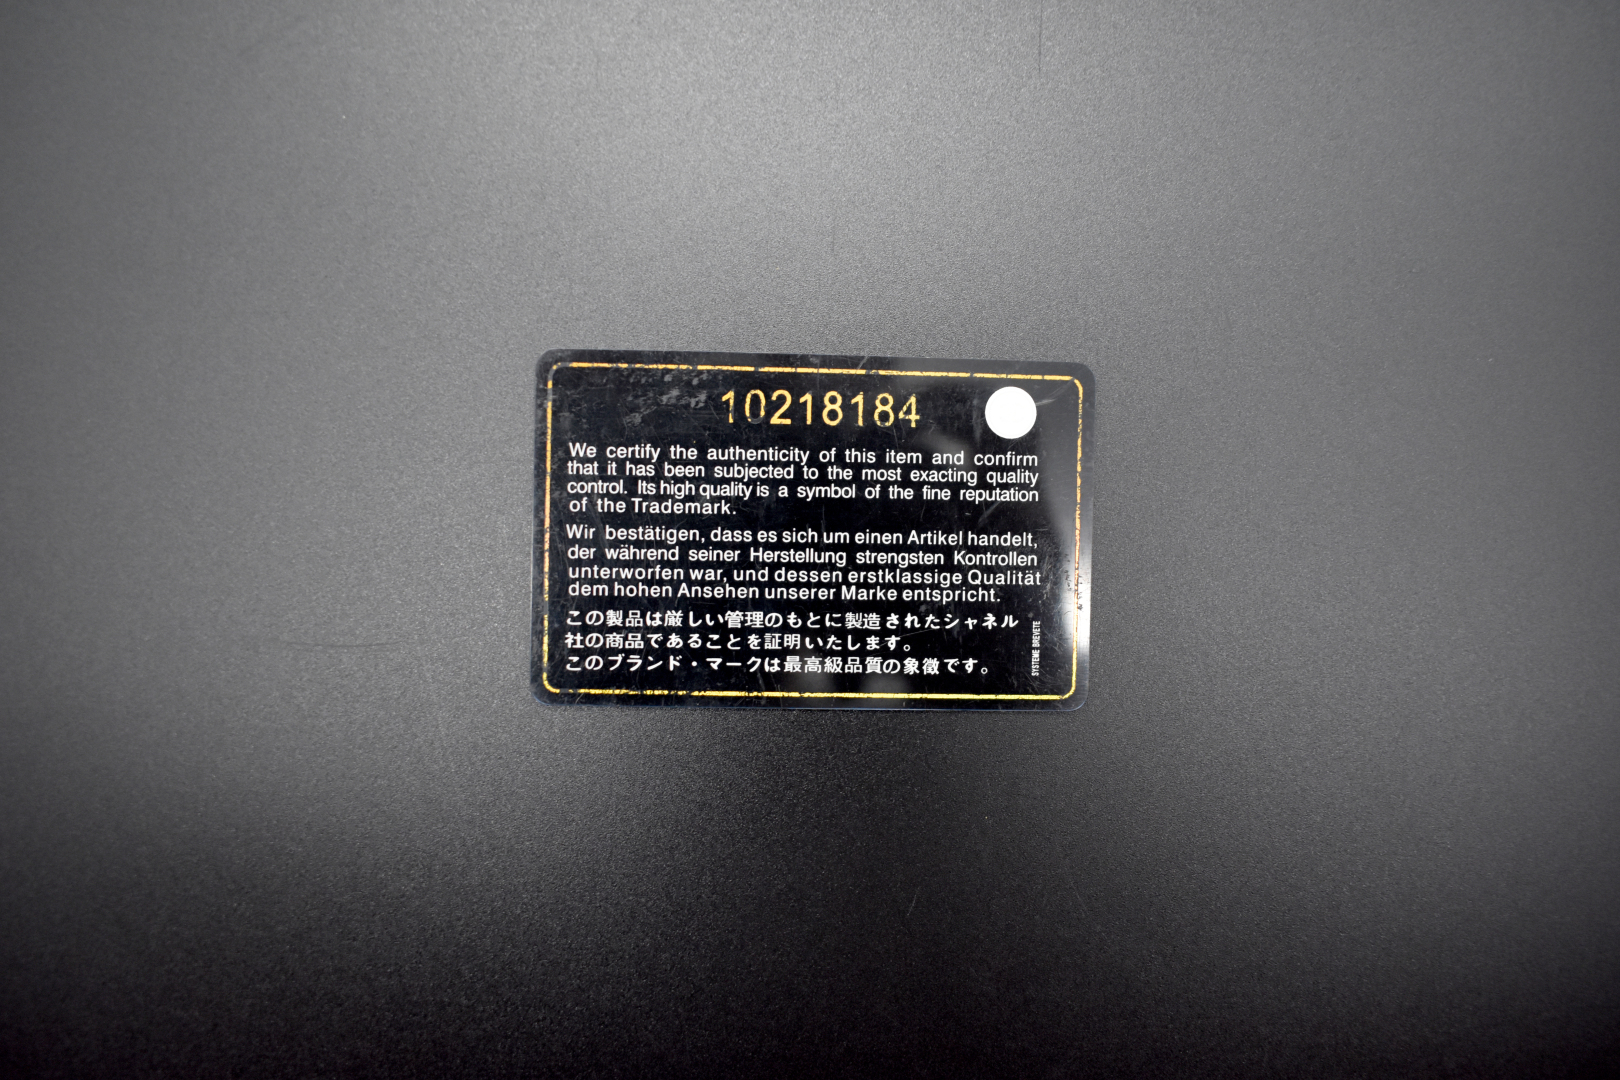 10218184
We certify the authenticity of this item and confirm
that it has been subjected to the most exacting quality
control. Its high quality is a symbol of the fine reputation
of the Trademark.
Wir bestätigen, dass es sich um einen Artikel handelt,
der während seiner Herstellung strengsten Kontrollen
unterworfen war, und dessen erstklassige Qualität
dem hohen Ansehen unserer Marke entspricht.
この製品は厳しい管理のもとに製造されたシャネル
社の商品であることを証明いたします。
このブランド・マークは最高級品質の象徴です。
SYSTEME BREVETE